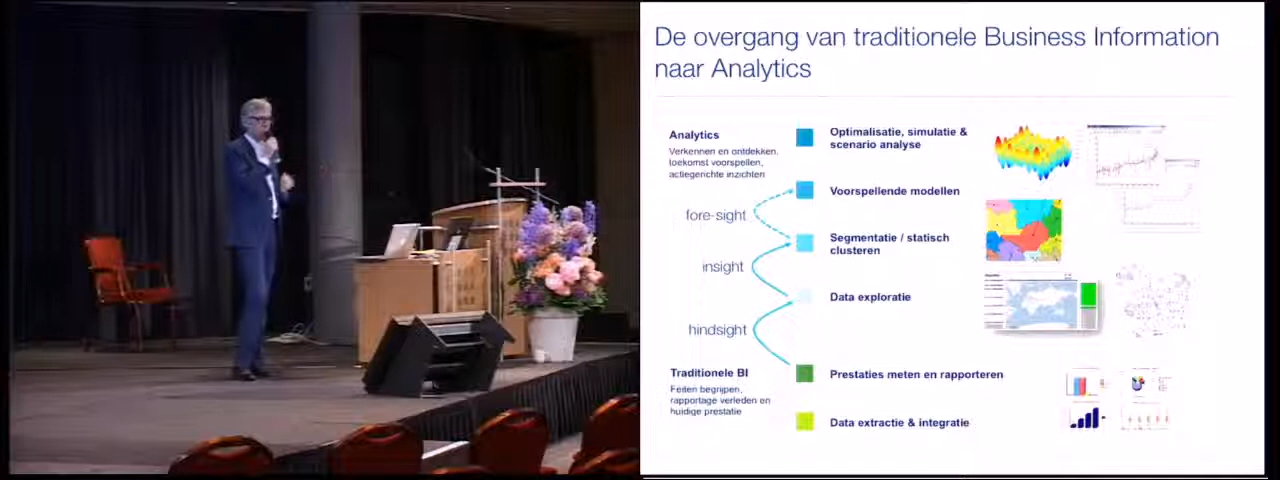 De overgang van traditionele Business Information
naar Analytics
Analytics
Verkennen en ontdekken,
toekomst voorspellen,
actiegerichte inzichten
Optimalisatie, simulatie &
scenario analyse
Voorspellende modellen
fore-sight
Segmentatie / statisch
clusteren
insight
Data exploratie
hindsight
Traditionele BI
Feiten begrijpen,
rapportage verleden en
huidige prestatie
Prestaties meten en rapporteren
Data extractie & integratie